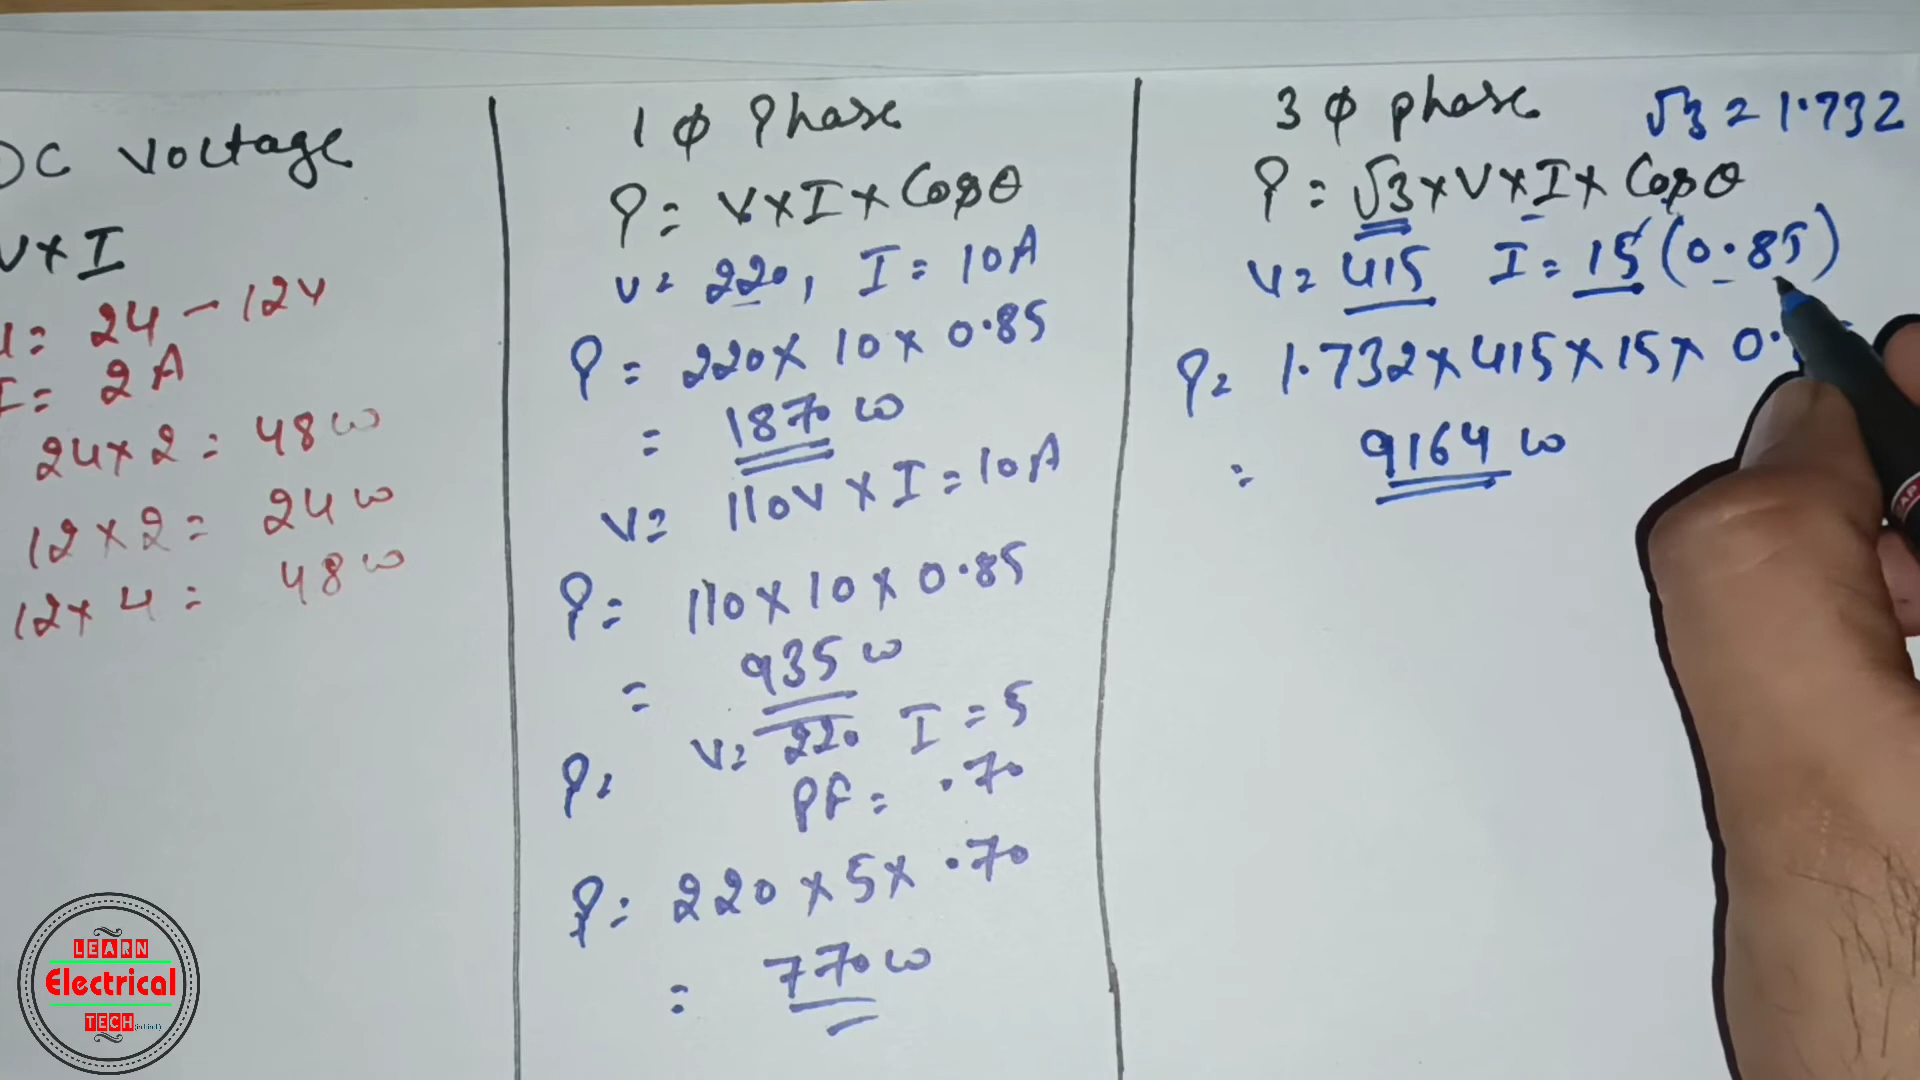 DC Voltage
V×I
= 24 - 12v
I = 2A
24×2 = 48w
12×2 = 24w
12×4 = 48w
1 φ Phase
P = V×I×Cosθ
V = 220, I = 10A
P = 220× 10× 0.85
= 1870 w
V = 110V × I = 10A
P = 110×10×0.85
= 935 w
P = V = 220 I = 5
PF = .70
P = 220×5×.70
= 770w
3 φ phase √3 = 1.732
P = √3×V×I× Cosθ
V = 415 I = 15 (0.85)
P = 1.732×415×15× 0.
= 9164 w
LEARN
Electrical
TECH